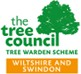 the
tree
council
TREE WARDEN SCHEME
WILTSHIRE
AND
SWINDON